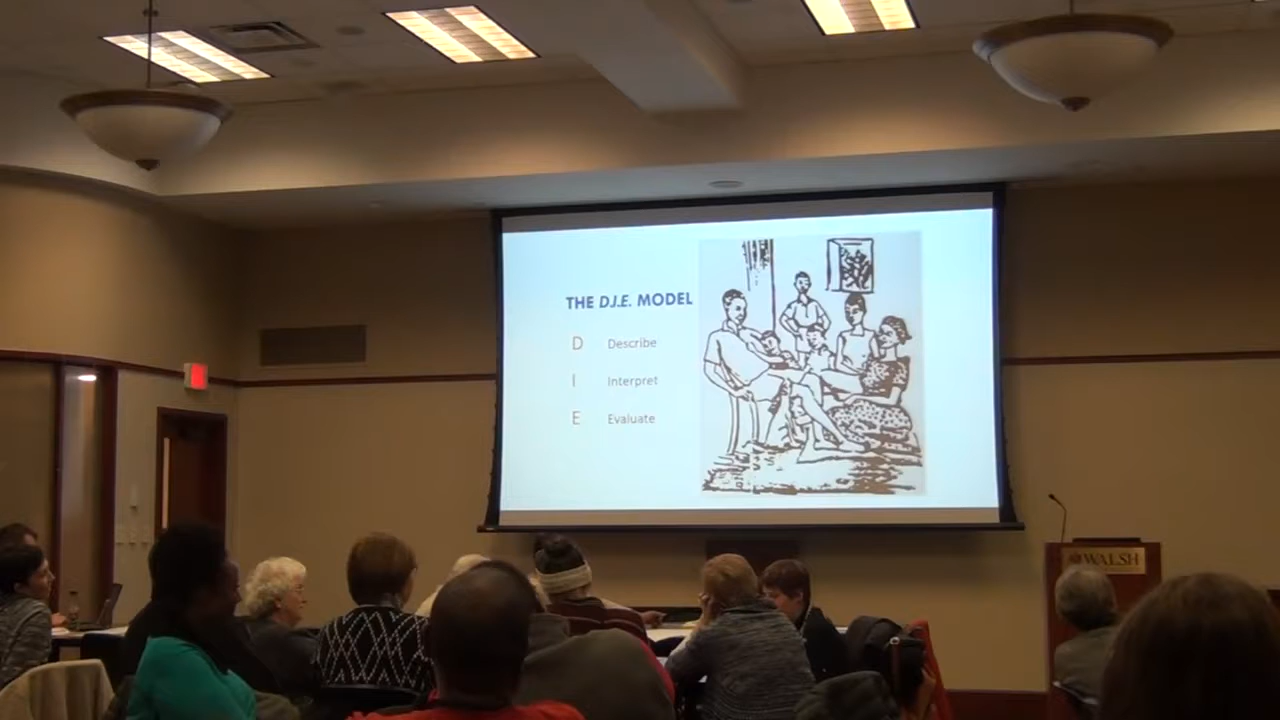 THE D.I.E. MODEL
D Describe
I Interpret
E Evaluate
WALSH